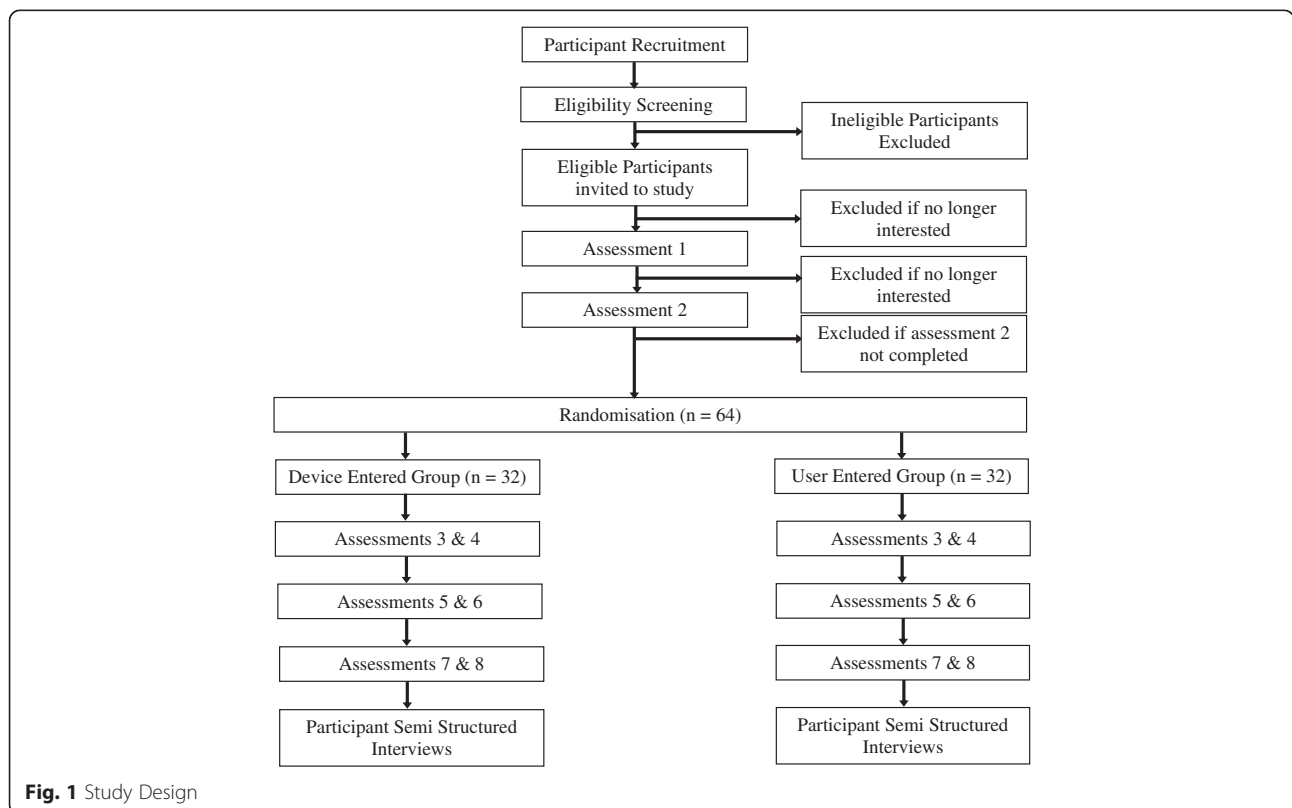 Participant Recruitment
Eligibility Screening
Ineligible Participants
Excluded
Eligible Participants
invited to study
Excluded if no longer
interested
Assessment 1
Excluded if no longer
interested
Assessment 2
Excluded if assessment 2
not completed
Randomisation (n = 64)
Device Entered Group (n = 32)
User Entered Group (n = 32)
Assessments 3 & 4
Assessments 3 & 4
Assessments 5 & 6
Assessments 5 & 6
Assessments 7 & 8
Assessments 7 & 8
Participant Semi Structured
Interviews
Participant Semi Structured
Interviews
Fig. 1 Study Design